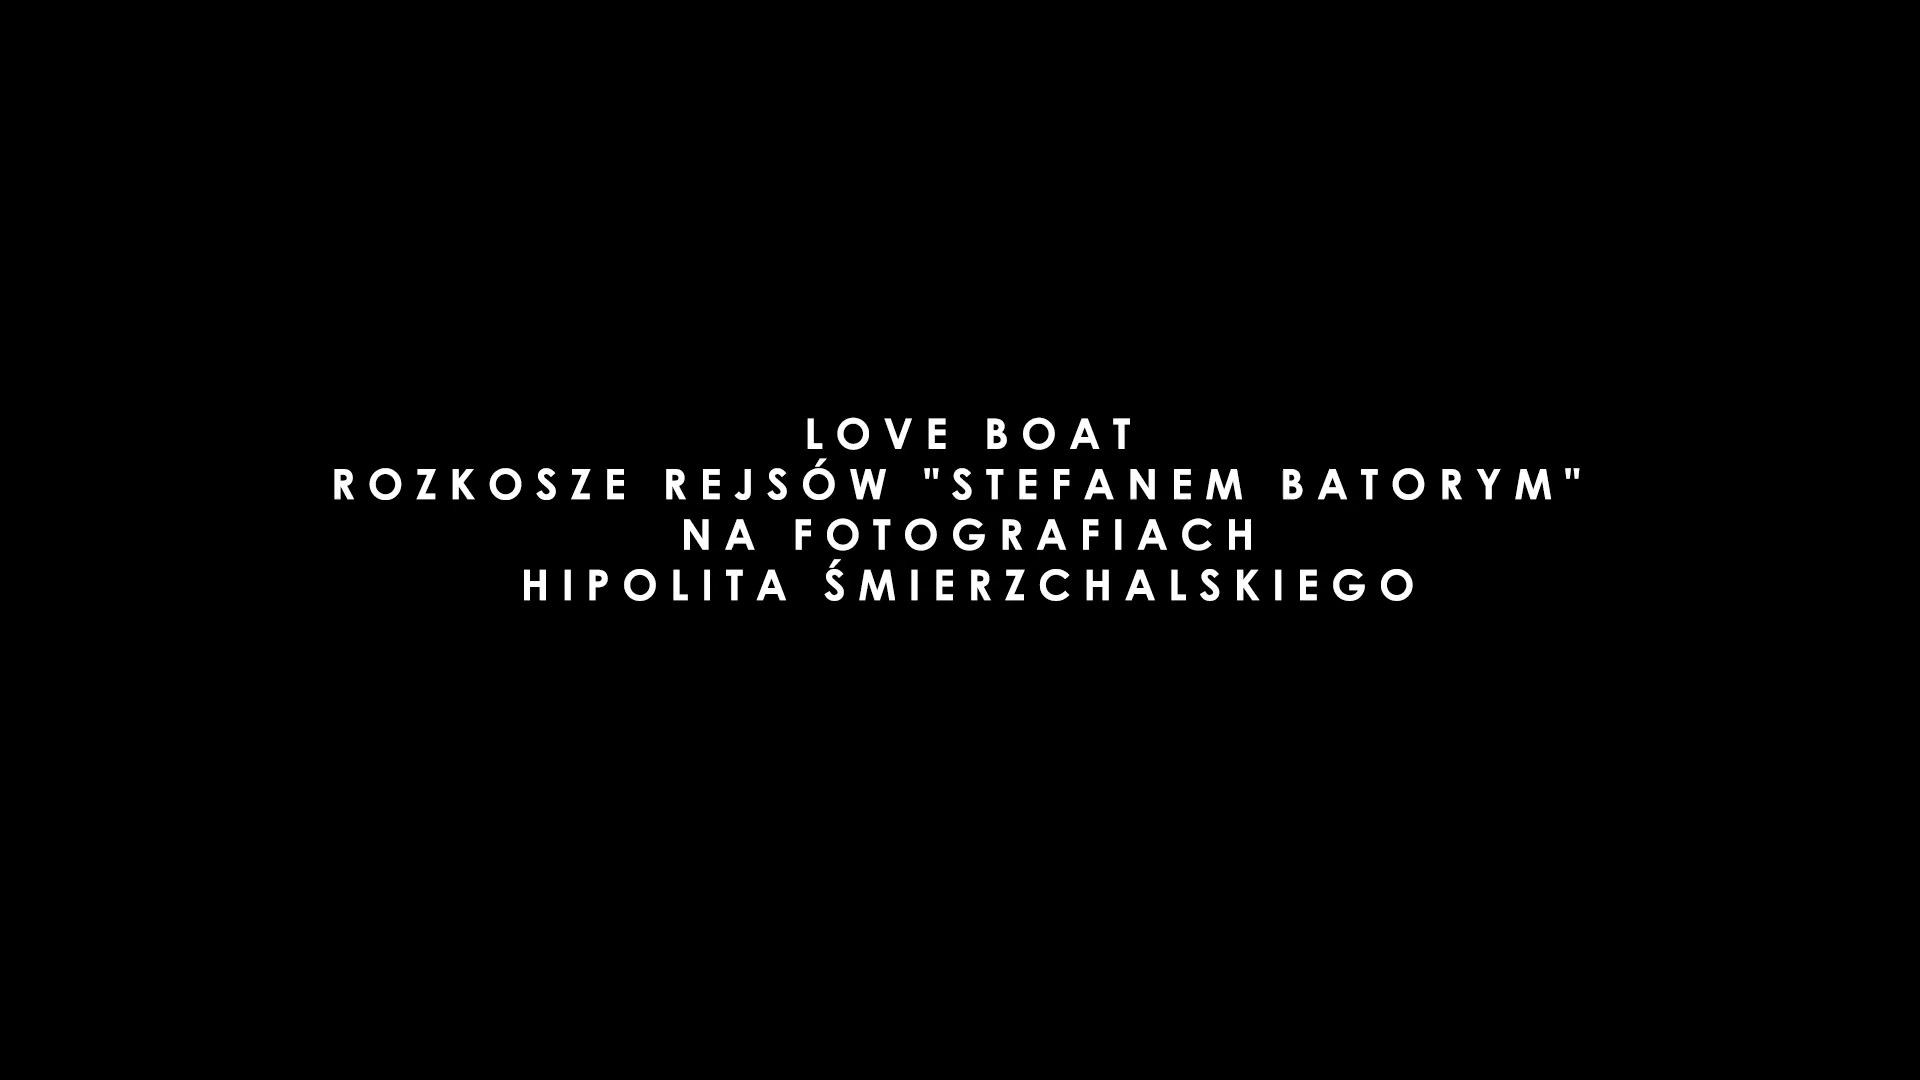 LOVE BOAT
ROZKOSZE REJSÓW "STEFANEM BATORYM"
NA FOTOGRAFIACH
HIPOLITA ŚMIERZCHALSKIEGO